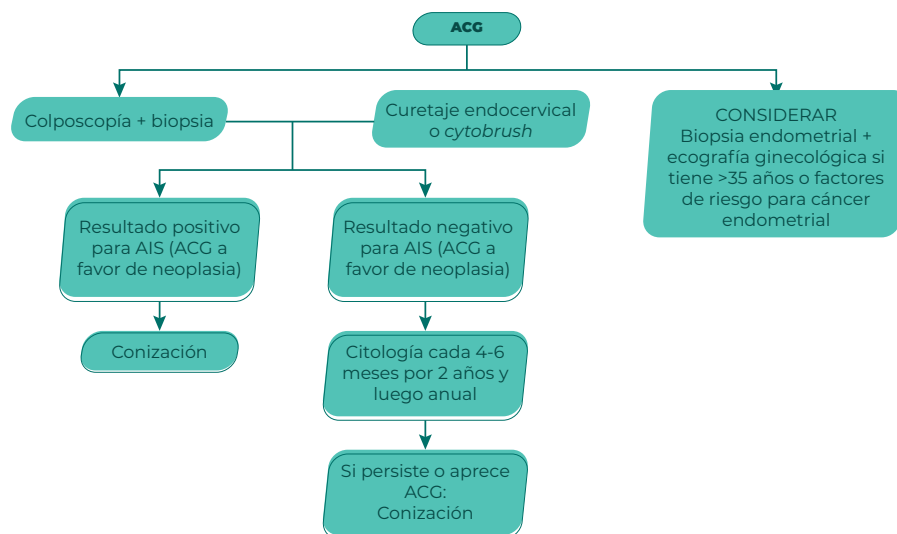 ACG
Colposcopía + biopsia
Curetaje endocervical
o cytobrush
CONSIDERAR
Biopsia endometrial +
ecografía ginecológica si
tiene >35 años o factores
de riesgo para cáncer
endometrial
Resultado positivo
para AIS (ACG a
favor de neoplasia)
Resultado negativo
para AIS (ACG a
favor de neoplasia)
Conización
Citología cada 4-6
meses por 2 años y
luego anual
Si persiste o aprece
ACG:
Conización